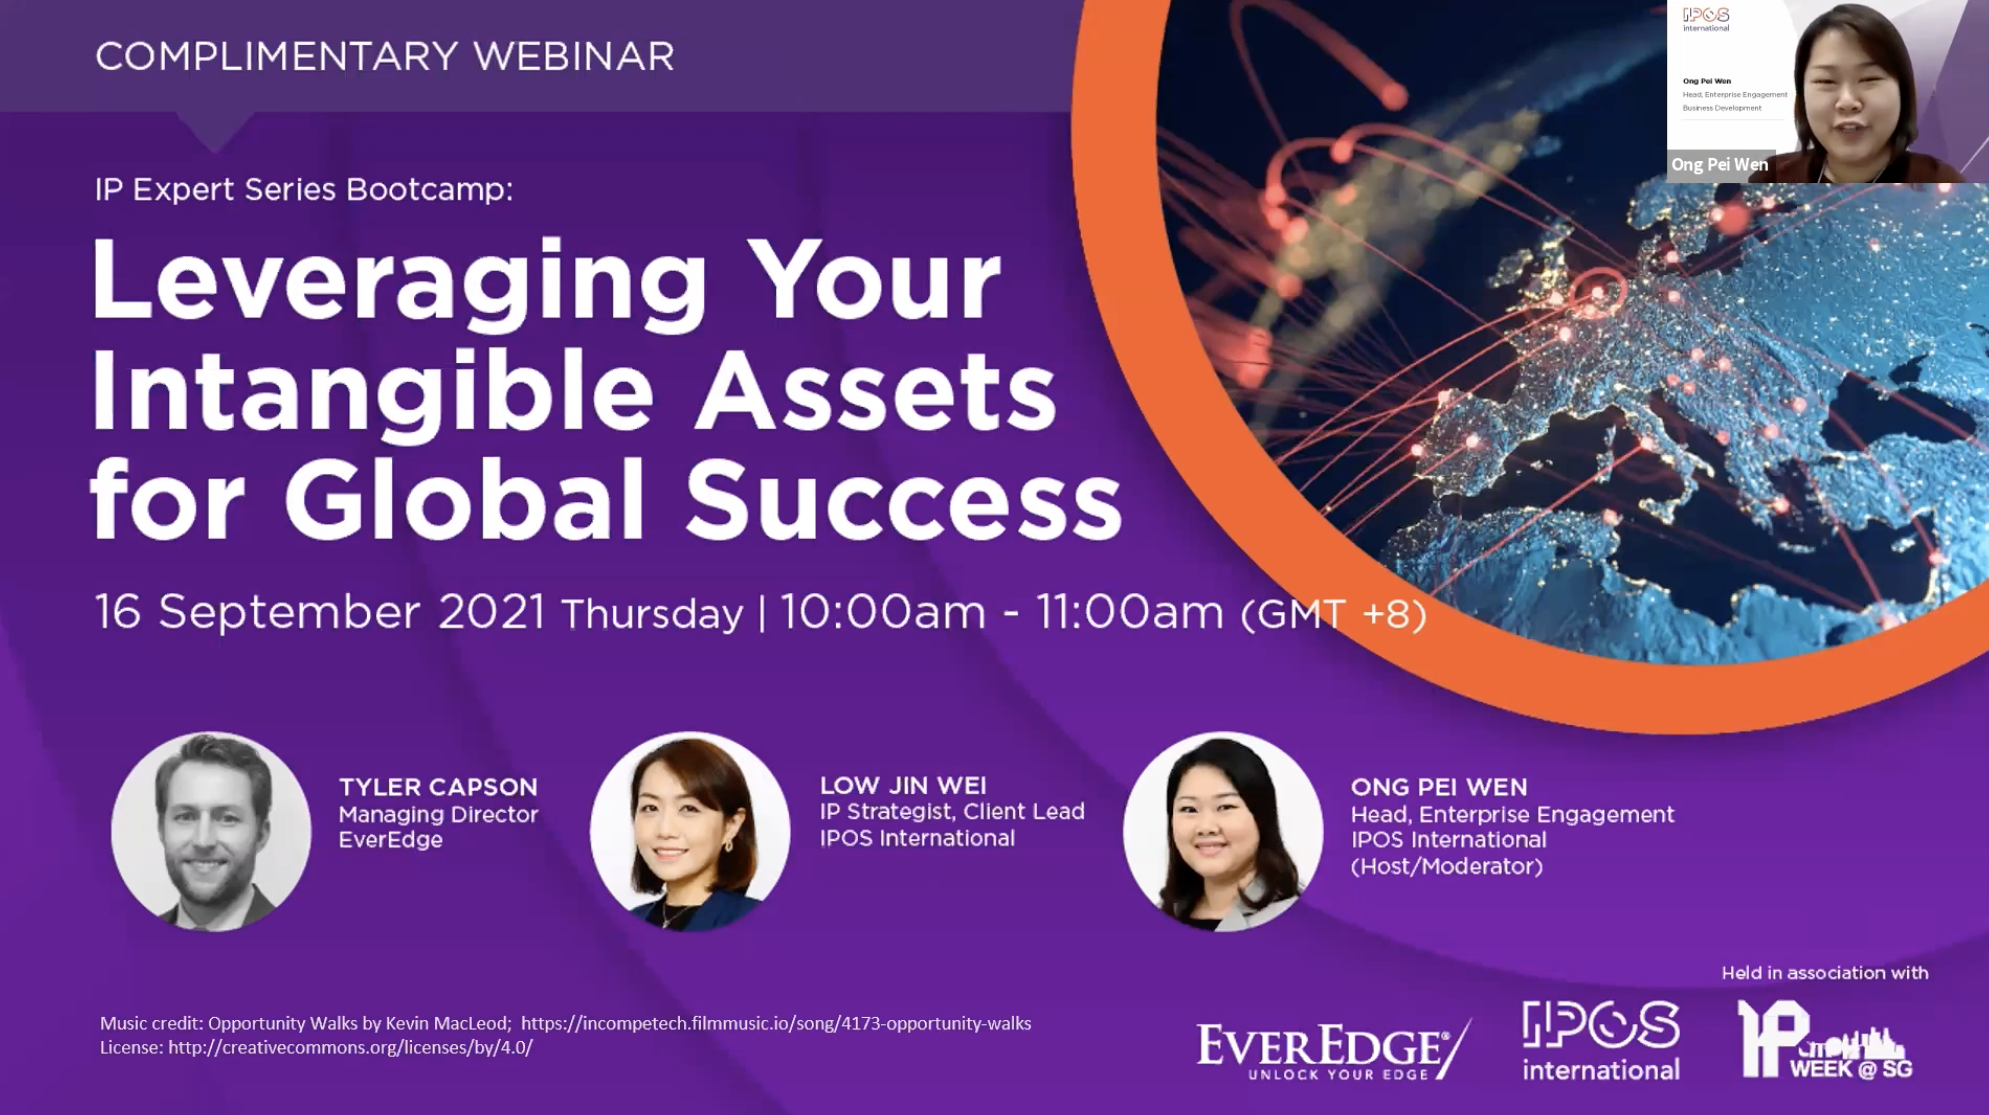 COMPLIMENTARY WEBINAR
IPOS
international
Ong Pei Wen
Head, Enterprise Engagement
Business Development
Ong Pei Wen
IP Expert Series Bootcamp:
Leveraging Your
Intangible Assets
for Global Success
16 September 2021 Thursday | 10:00am - 11:00am (GMT +8)
TYLER CAPSON
Managing Director
EverEdge
LOW JIN WEI
IP Strategist, Client Lead
IPOS International
ONG PEI WEN
Head, Enterprise Engagement
IPOS International
(Host/Moderator)
Music credit: Opportunity Walks by Kevin MacLeod; https://incompetech.filmmusic.io/song/4173-opportunity-walks
License: http://creativecommons.org/licenses/by/4.0/
EVEREDGE®
UNLOCK YOUR EDGE
IPOS
international
Held in association with
IP
WEEK @ SG